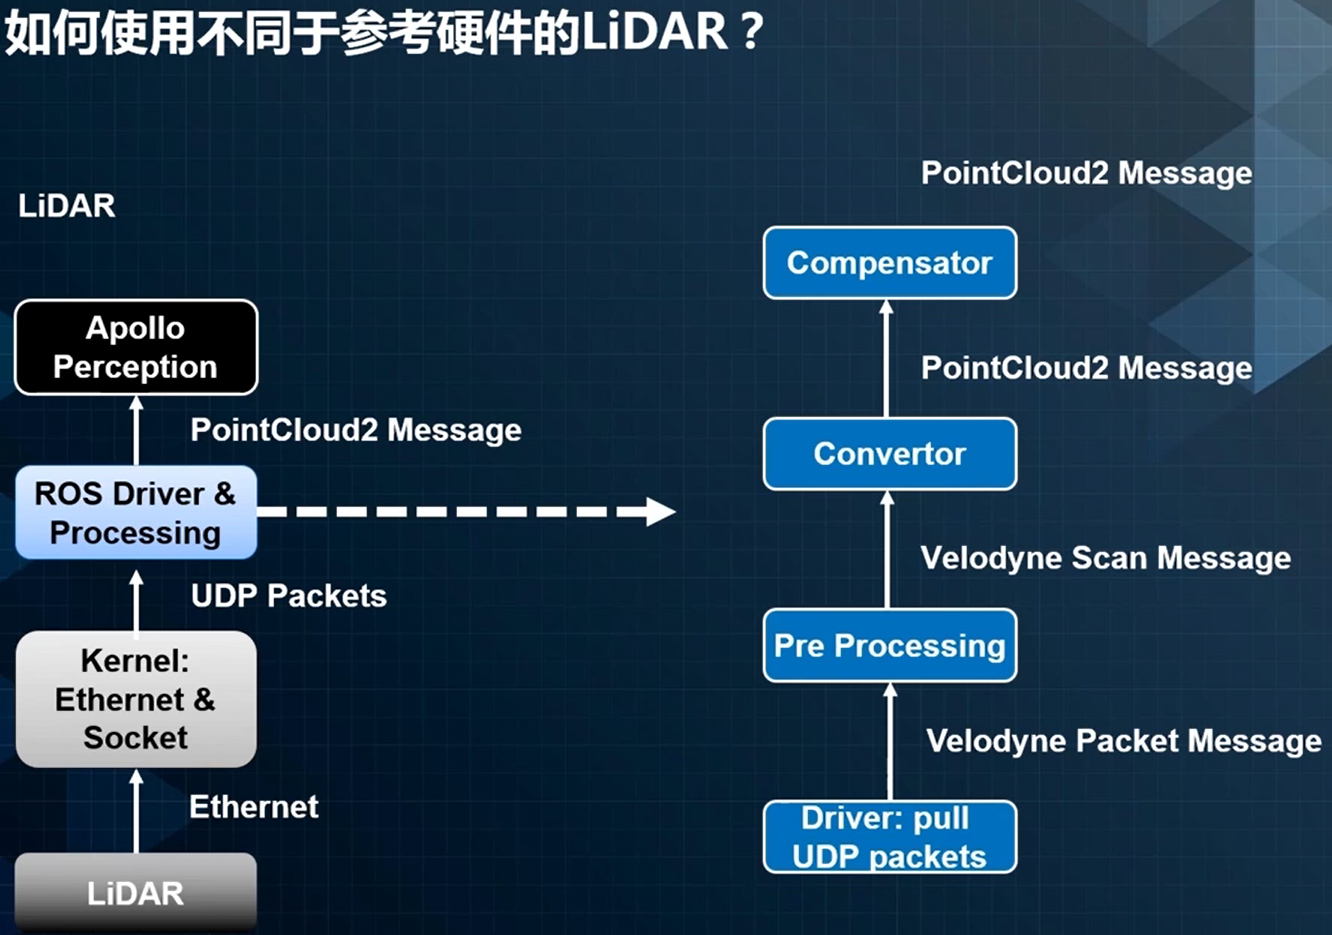 如何使用不同于参考硬件的LiDAR？
LiDAR
Apollo
Perception
PointCloud2 Message
ROS Driver &
Processing
UDP Packets
Kernel:
Ethernet &
Socket
Ethernet
LiDAR
PointCloud2 Message
Compensator
PointCloud2 Message
Convertor
Velodyne Scan Message
Pre Processing
Velodyne Packet Message
Driver: pull
UDP packets